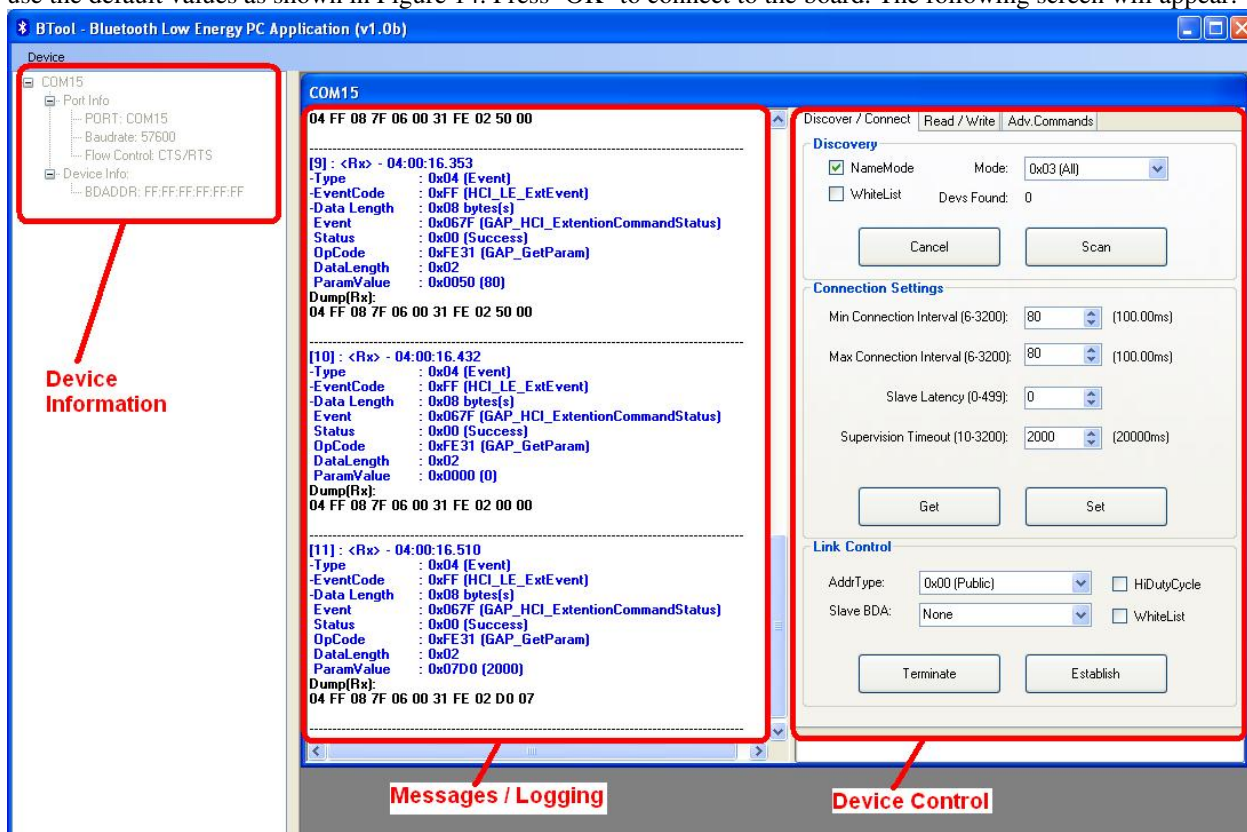 use the default values as shown in Figure 14. Press "OK" to connect to the board. The following screen will appear:
BTool - Bluetooth Low Energy PC Application (v1.0b)
Device
COM15
Port Info
PORT: COM15
Baudrate: 57600
Flow Control: CTS/RTS
Device Info:
BDADDR: FF:FF:FF:FF:FF:FF
Device
Information
COM15
04 FF 08 7F 06 00 31 FE 02 50 00
[9] : <Rx> - 04:00:16.353
-Type : 0x04 (Event)
-EventCode : 0xFF (HCI_LE_ExtEvent)
-Data Length : 0x08 bytes(s)
Event : 0x067F (GAP_HCI_ExtentionCommandStatus)
Status : 0x00 (Success)
OpCode : 0xFE31 (GAP_GetParam)
DataLength : 0x02
ParamValue : 0x0050 (80)
Dump(Rx):
04 FF 08 7F 06 00 31 FE 02 50 00
[10] : <Rx> - 04:00:16.432
-Type : 0x04 (Event)
-EventCode : 0xFF (HCI_LE_ExtEvent)
-Data Length : 0x08 bytes(s)
Event : 0x067F (GAP_HCI_ExtentionCommandStatus)
Status : 0x00 (Success)
OpCode : 0xFE31 (GAP_GetParam)
DataLength : 0x02
ParamValue : 0x0000 (0)
Dump(Rx):
04 FF 08 7F 06 00 31 FE 02 00 00
[11] : <Rx> - 04:00:16.510
-Type : 0x04 (Event)
-EventCode : 0xFF (HCI_LE_ExtEvent)
-Data Length : 0x08 bytes(s)
Event : 0x067F (GAP_HCI_ExtentionCommandStatus)
Status : 0x00 (Success)
OpCode : 0xFE31 (GAP_GetParam)
DataLength : 0x02
ParamValue : 0x07D0 (2000)
Dump(Rx):
04 FF 08 7F 06 00 31 FE 02 D0 07
Messages / Logging
Discover / Connect Read / Write Adv.Commands
Discovery
NameMode Mode: 0x03 (All)
WhiteList Devs Found: 0
Cancel Scan
Connection Settings
Min Connection Interval (6-3200): 80 (100.00ms)
Max Connection Interval (6-3200): 80 (100.00ms)
Slave Latency (0-499): 0
Supervision Timeout (10-3200): 2000 (20000ms)
Get Set
Link Control
AddrType: 0x00 (Public) HiDutyCycle
Slave BDA: None WhiteList
Terminate Establish
Device Control